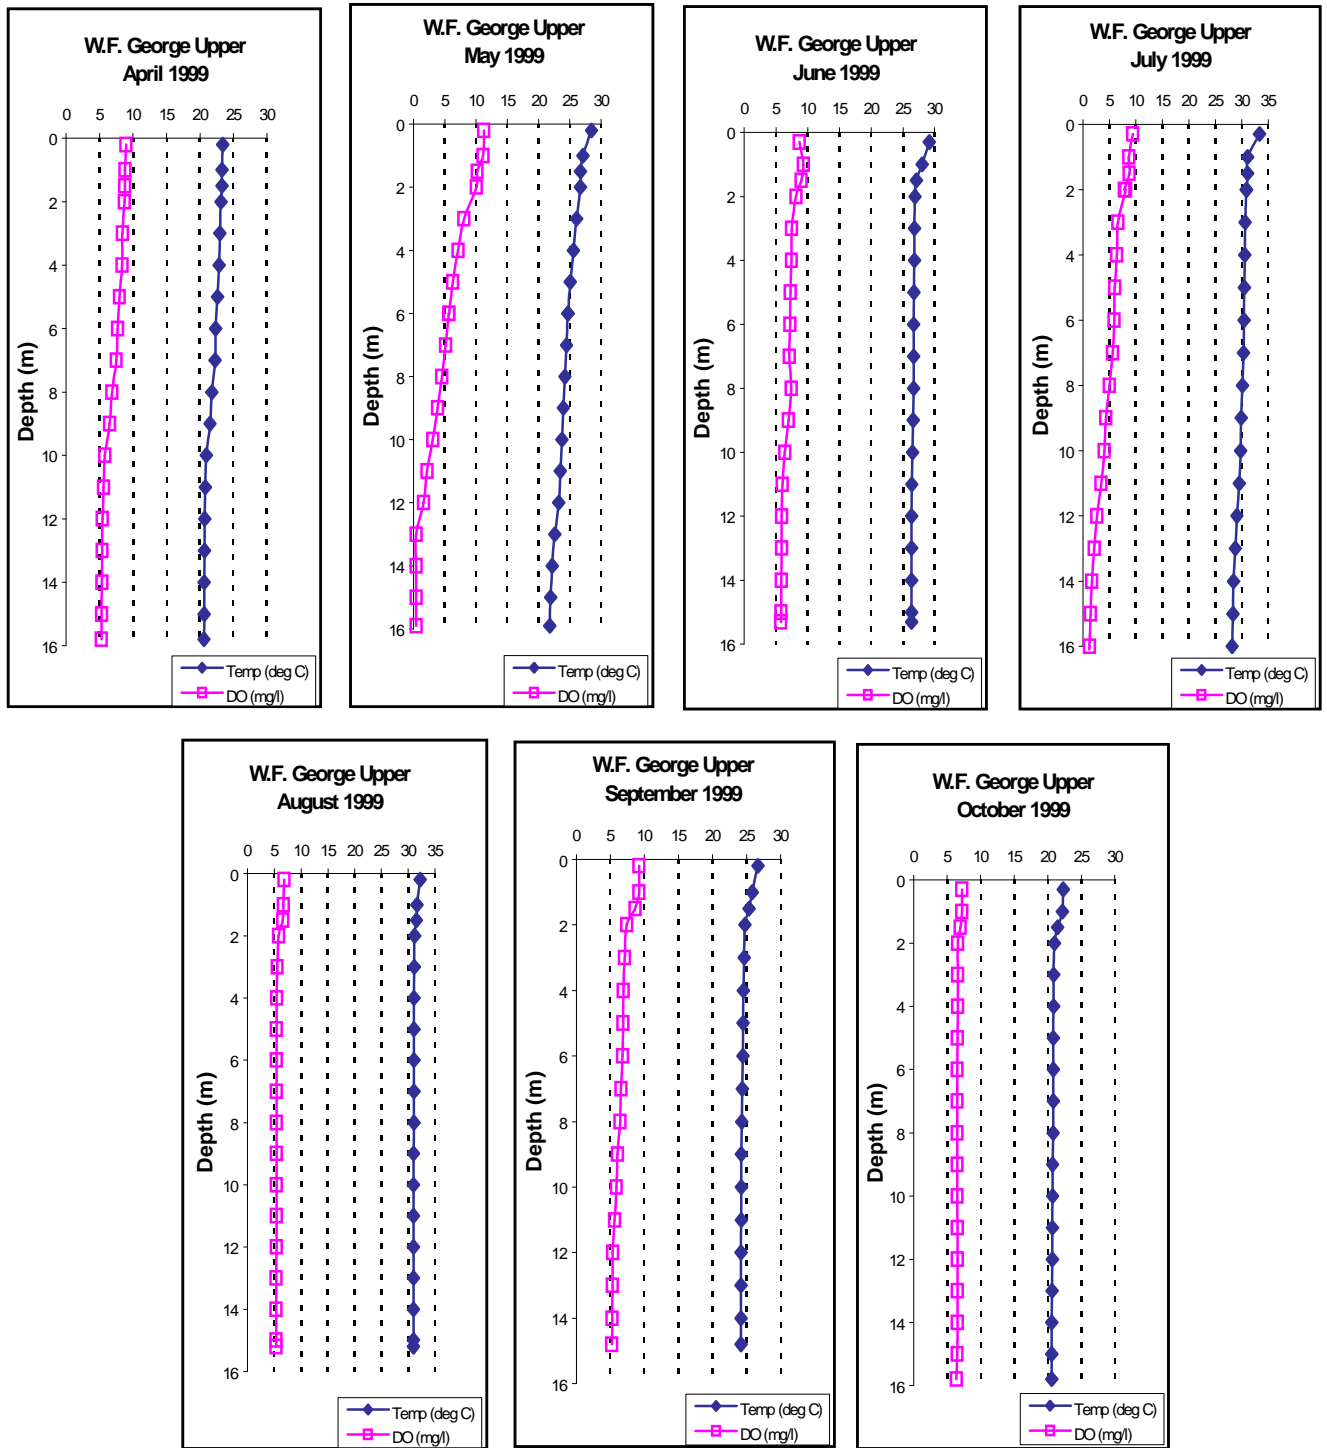 W.F. George Upper
April 1999
0 5 10 15 20 25 30
0
2
4
6
8
10
12
14
16
Depth (m)
Temp (deg C)
DO (mg/l)
W.F. George Upper
May 1999
0 5 10 15 20 25 30
0
2
4
6
8
10
12
14
16
Depth (m)
Temp (deg C)
DO (mg/l)
W.F. George Upper
June 1999
0 5 10 15 20 25 30
0
2
4
6
8
10
12
14
16
Depth (m)
Temp (deg C)
DO (mg/l)
W.F. George Upper
July 1999
0 5 10 15 20 25 30 35
0
2
4
6
8
10
12
14
16
Depth (m)
Temp (deg C)
DO (mg/l)
W.F. George Upper
August 1999
0 5 10 15 20 25 30 35
0
2
4
6
8
10
12
14
16
Depth (m)
Temp (deg C)
DO (mg/l)
W.F. George Upper
September 1999
0 5 10 15 20 25 30
0
2
4
6
8
10
12
14
16
Depth (m)
Temp (deg C)
DO (mg/l)
W.F. George Upper
October 1999
0 5 10 15 20 25 30
0
2
4
6
8
10
12
14
16
Depth (m)
Temp (deg C)
DO (mg/l)